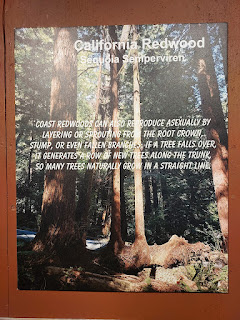 California Redwood
Sequoia Semperviren
COAST REDWOODS CAN ALSO REPRODUCE ASEXUALLY BY
LAYERING OR SPROUTING FROM THE ROOT CROWN,
STUMP, OR EVEN FALLEN BRANCHES; IF A TREE FALLS OVER,
IT GENERATES A ROW OF NEW TREES ALONG THE TRUNK,
SO MANY TREES NATURALLY GROW IN A STRAIGHT LINE.